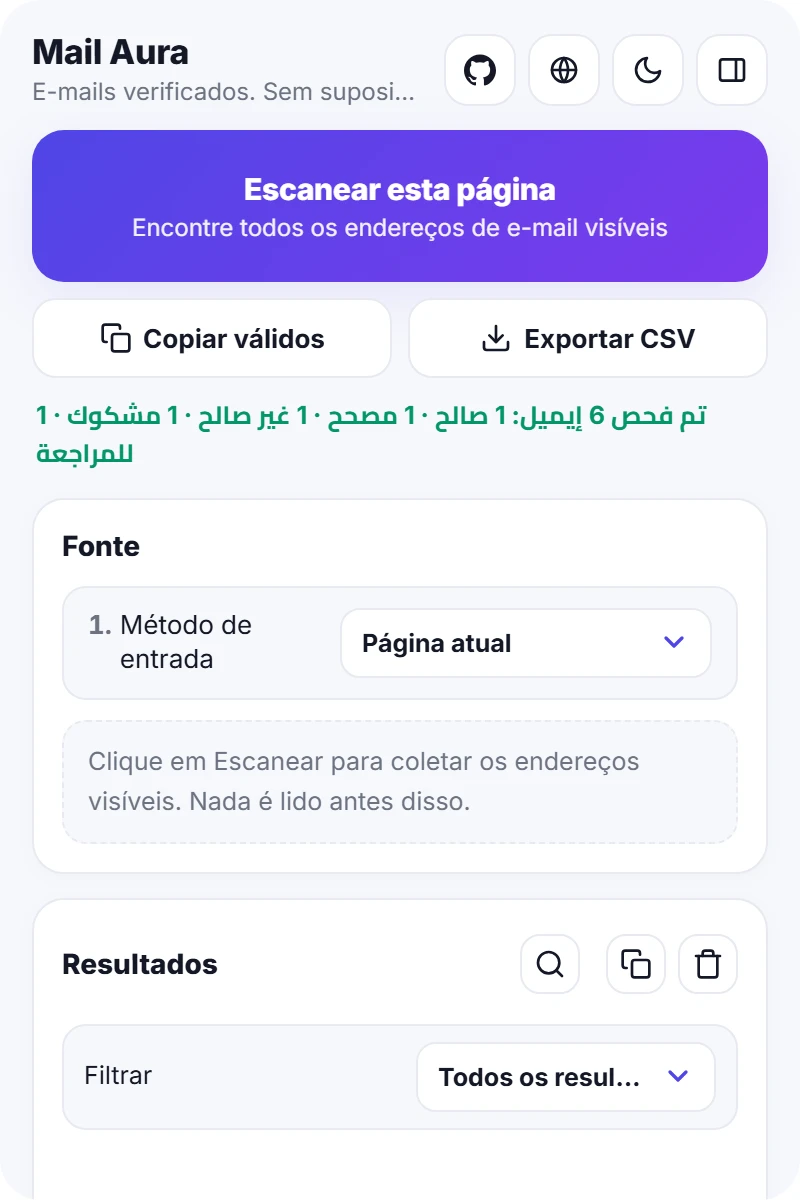 Mail Aura
E-mails verificados. Sem suposi...
Escanear esta página
Encontre todos os endereços de e-mail visíveis
Copiar válidos
Exportar CSV
تم فحص 6 إيميل: 1 صالح · 1 مصحح · 1 غير صالح · 1 مشكوك · 1
للمراجعة
Fonte
1. Método de
entrada
Página atual
Clique em Escanear para coletar os endereços
visíveis. Nada é lido antes disso.
Resultados
Filtrar
Todos os resul...